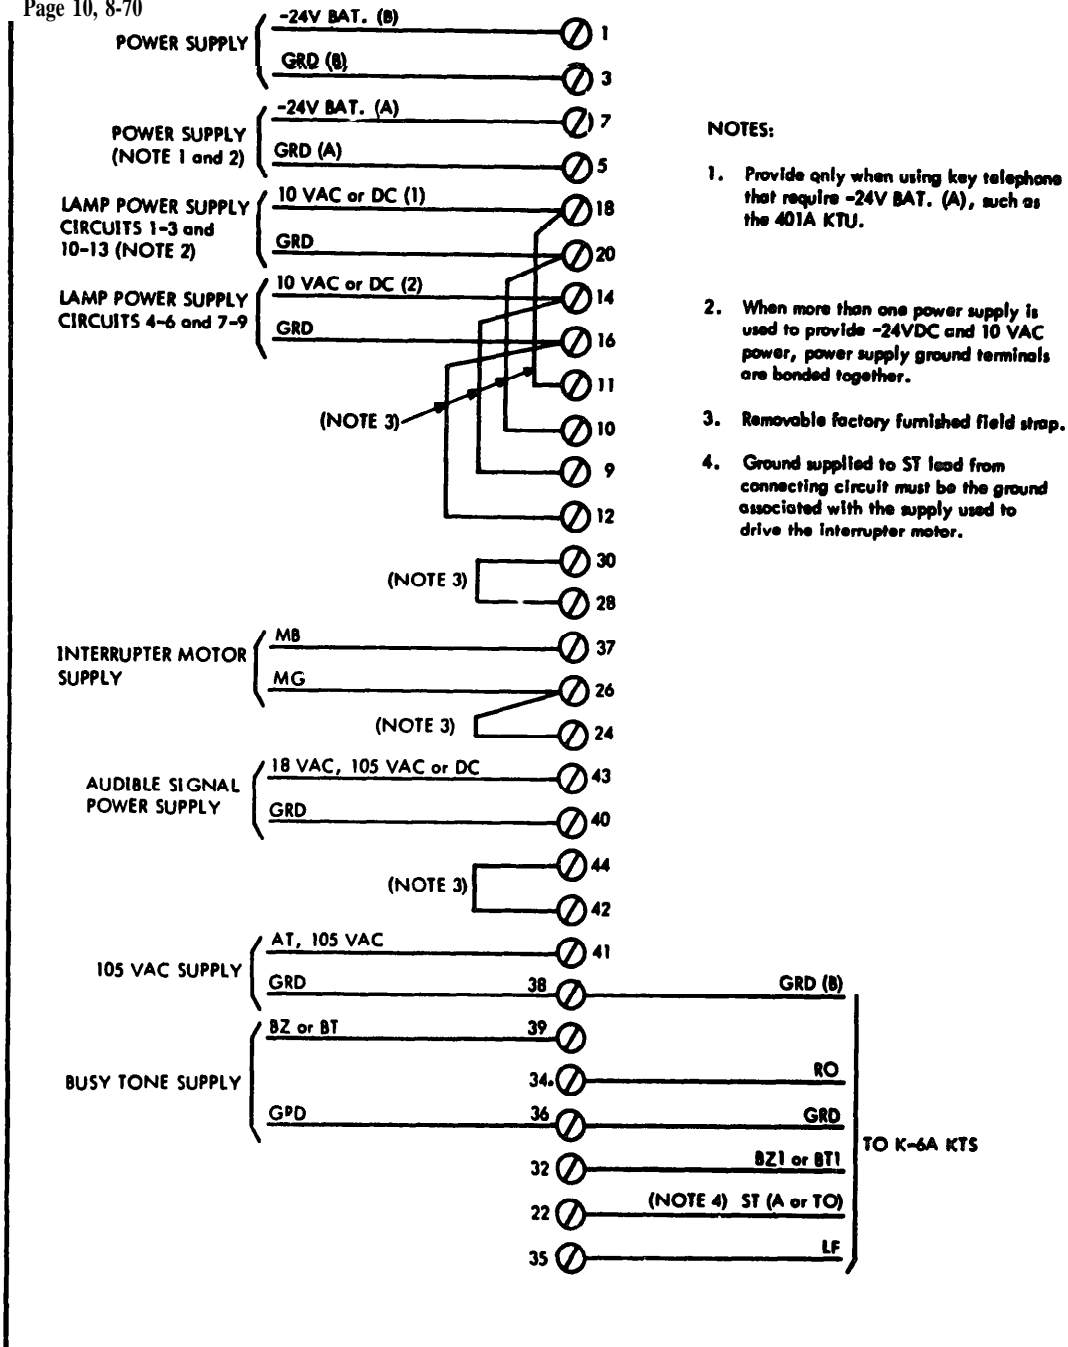 Page 10, 8-70
POWER SUPPLY
-24V BAT. (B)
1
GRD (B)
3
POWER SUPPLY
(NOTE 1 and 2)
-24V BAT. (A)
7
GRD (A)
5
LAMP POWER SUPPLY
CIRCUITS 1-3 and
10-13 (NOTE 2)
10 VAC or DC (1)
18
GRD
20
LAMP POWER SUPPLY
CIRCUITS 4-6 and 7-9
10 VAC or DC (2)
14
GRD
16
11
(NOTE 3)
10
9
12
(NOTE 3)
30
28
INTERRUPTER MOTOR
SUPPLY
MB
37
MG
26
(NOTE 3)
24
AUDIBLE SIGNAL
POWER SUPPLY
18 VAC, 105 VAC or DC
43
GRD
40
(NOTE 3)
44
42
105 VAC SUPPLY
AT, 105 VAC
41
GRD
38
GRD (B)
BUSY TONE SUPPLY
BZ or BT
39
34.
RO
GPD
36
GRD
TO K-6A KTS
32
BZ1 or BT1
22
(NOTE 4) ST (A or TO)
35
LF
NOTES:
1. Provide only when using key telephone
that require -24V BAT. (A), such as
the 401A KTU.
2. When more than one power supply is
used to provide -24VDC and 10 VAC
power, power supply ground terminals
are bonded together.
3. Removable factory furnished field strap.
4. Ground supplied to ST lead from
connecting circuit must be the ground
associated with the supply used to
drive the interrupter motor.